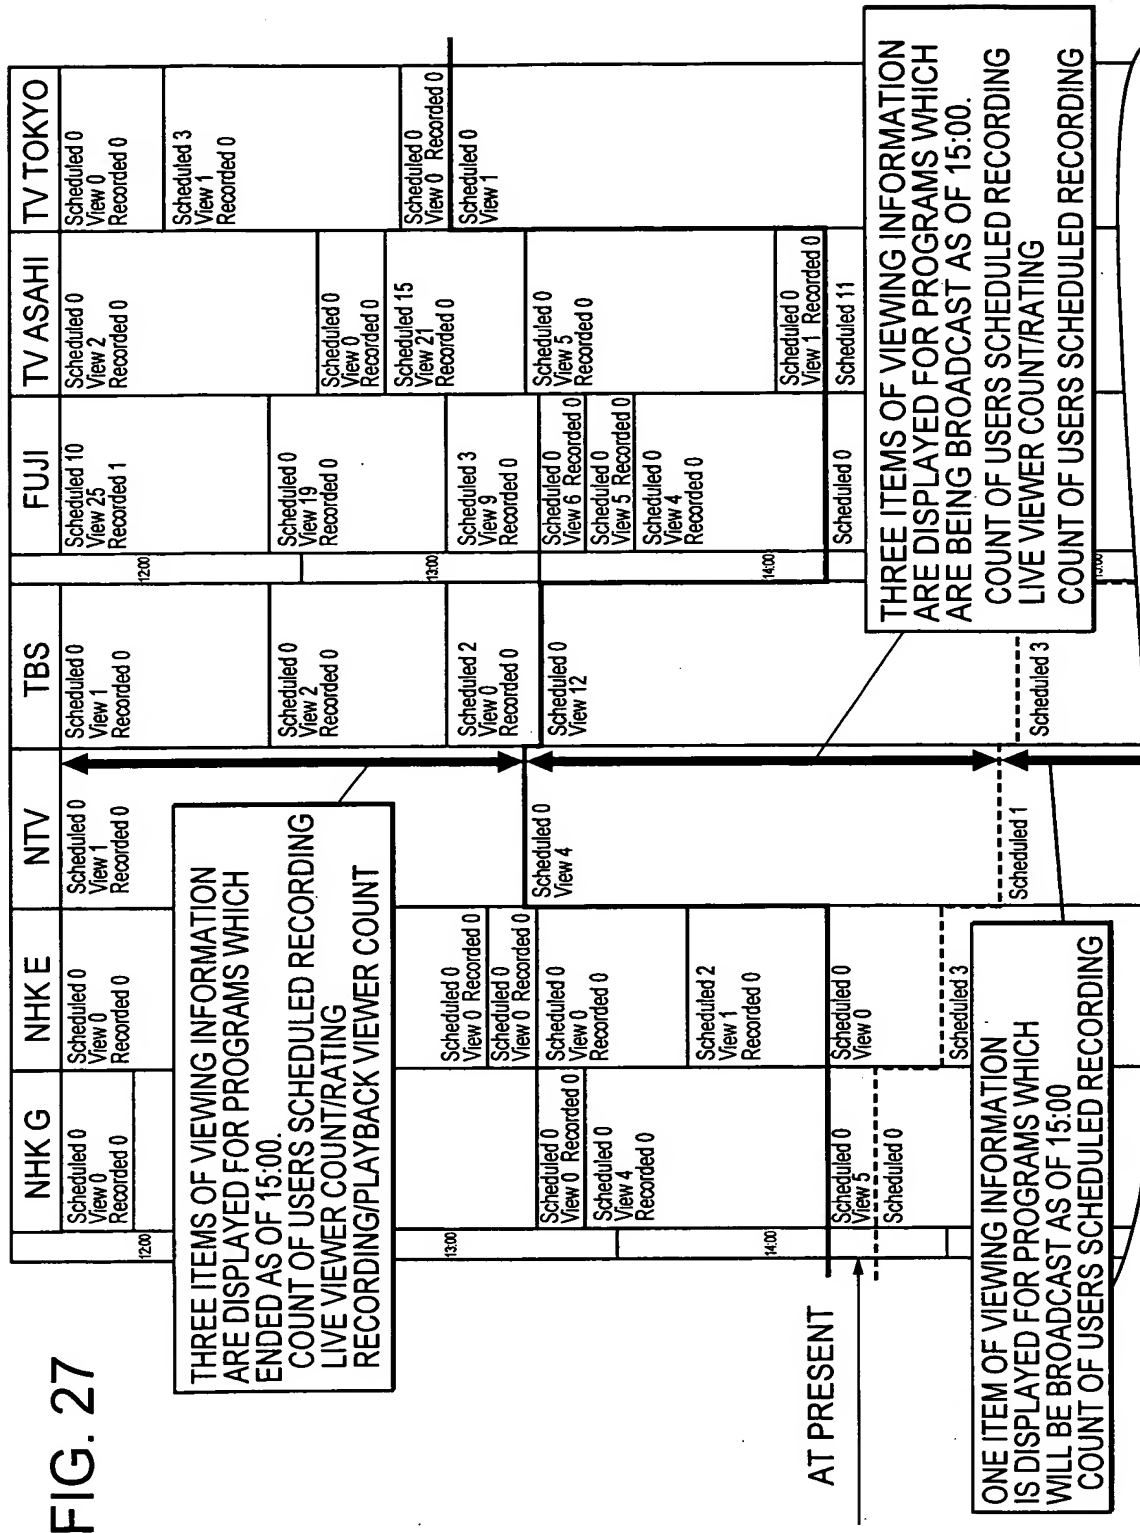 FIG. 27
NHK G
NHK E
NTV
TBS
FUJI
TV ASAHI
TV TOKYO
12:00
13:00
14:00
Scheduled 0
View 0
Recorded 0
Scheduled 0
View 0 Recorded 0
Scheduled 0
View 4
Recorded 0
Scheduled 0
View 5
Scheduled 0
Scheduled 0
View 0
Recorded 0
Scheduled 0
View 0 Recorded 0
Scheduled 0
View 0 Recorded 0
Scheduled 0
View 0
Recorded 0
Scheduled 2
View 1
Recorded 0
Scheduled 0
View 0
Scheduled 3
Scheduled 0
View 1
Recorded 0
Scheduled 0
View 4
Scheduled 1
Scheduled 0
View 1
Recorded 0
Scheduled 0
View 2
Recorded 0
Scheduled 2
View 0
Recorded 0
Scheduled 0
View 12
Scheduled 3
12:00
13:00
14:00
15:00
Scheduled 10
View 25
Recorded 1
Scheduled 0
View 19
Recorded 0
Scheduled 3
View 9
Recorded 0
Scheduled 0
View 6 Recorded 0
Scheduled 0
View 5 Recorded 0
Scheduled 0
View 4
Recorded 0
Scheduled 0
Scheduled 0
View 2
Recorded 0
Scheduled 0
View 0
Recorded 0
Scheduled 15
View 21
Recorded 0
Scheduled 0
View 5
Recorded 0
Scheduled 0
View 1 Recorded 0
Scheduled 11
Scheduled 0
View 0
Recorded 0
Scheduled 3
View 1
Recorded 0
Scheduled 0
View 0 Recorded 0
Scheduled 0
View 1
THREE ITEMS OF VIEWING INFORMATION
ARE DISPLAYED FOR PROGRAMS WHICH
ENDED AS OF 15:00.
COUNT OF USERS SCHEDULED RECORDING
LIVE VIEWER COUNT/RATING
RECORDING/PLAYBACK VIEWER COUNT
THREE ITEMS OF VIEWING INFORMATION
ARE DISPLAYED FOR PROGRAMS WHICH
ARE BEING BROADCAST AS OF 15:00.
COUNT OF USERS SCHEDULED RECORDING
LIVE VIEWER COUNT/RATING
COUNT OF USERS SCHEDULED RECORDING
AT PRESENT
ONE ITEM OF VIEWING INFORMATION
IS DISPLAYED FOR PROGRAMS WHICH
WILL BE BROADCAST AS OF 15:00
COUNT OF USERS SCHEDULED RECORDING